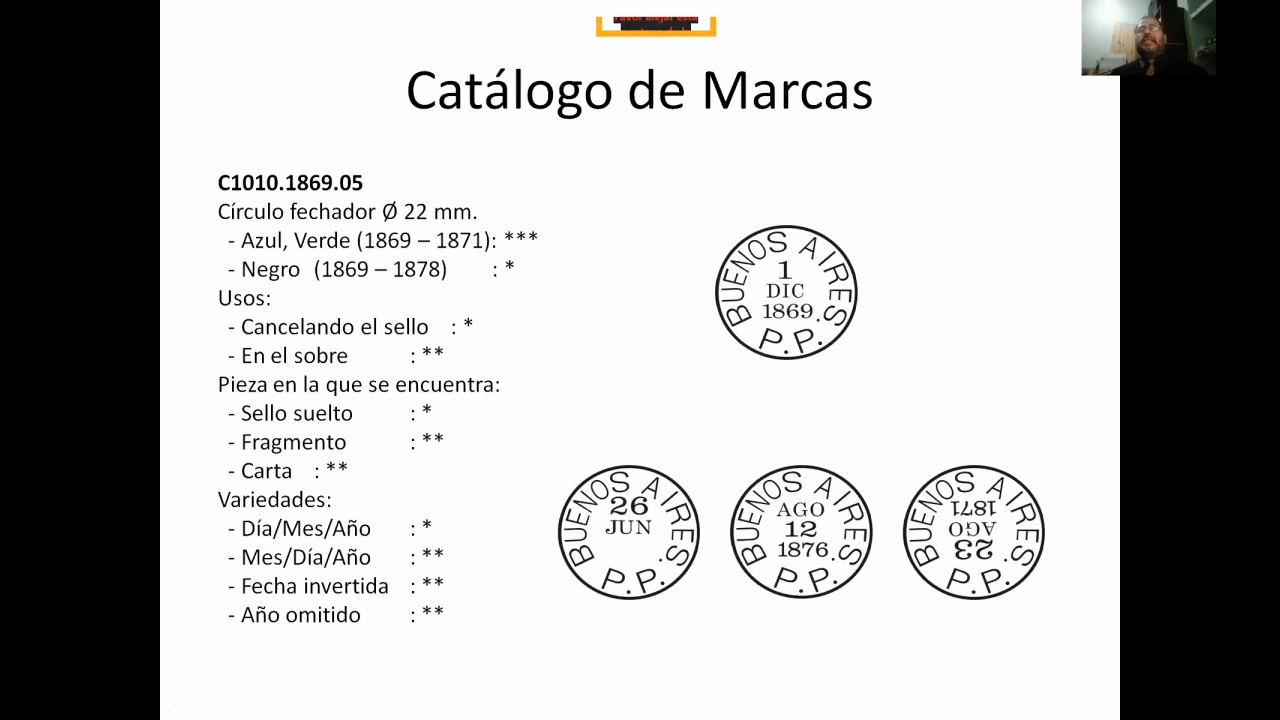 Favor alejar esta
Catálogo de Marcas
C1010.1869.05
Círculo fechador Ø 22 mm.
- Azul, Verde (1869 – 1871): ***
- Negro (1869 – 1878) : *
Usos:
- Cancelando el sello : *
- En el sobre : **
Pieza en la que se encuentra:
- Sello suelto : *
- Fragmento : **
- Carta : **
Variedades:
- Día/Mes/Año : *
- Mes/Día/Año : **
- Fecha invertida : **
- Año omitido : **
BUENOS AIRES.
1
DIC
1869
P.P.
BUENOS AIRES.
26
JUN
P.P.
BUENOS AIRES.
AGO
12
1876
P.P.
BUENOS AIRES.
23
AGO
1871
P.P.